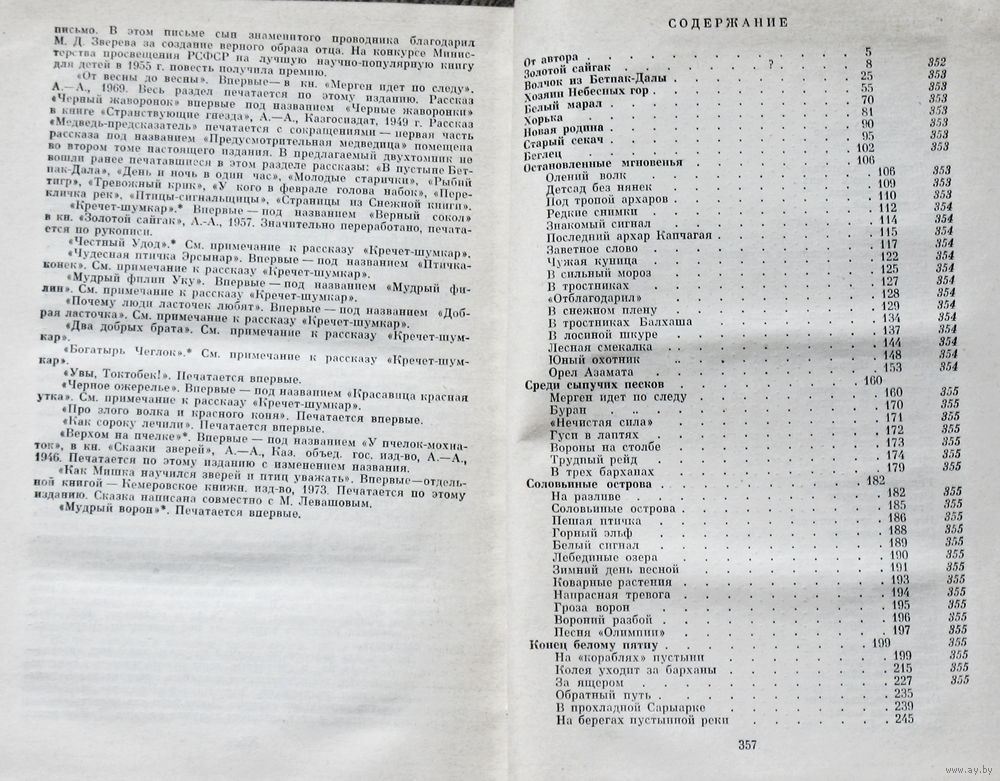 письмо. В этом письме сын знаменитого проводника благодарил
М. Д. Зверева за создание верного образа отца. На конкурсе Минис-
терства просвещения РСФСР на лучшую научно-популярную книгу
для детей в 1955 г. повесть получила премию.
«От весны до весны». Впервые — в кн. «Мерген идет по следу».
А.—А., 1969. Весь раздел печатается по этому изданию. Рассказ
«Черный жаворонок» впервые под названием «Черные жаворонки»
в книге «Странствующие гнезда», А.—А., Казгосиздат, 1949 г. Рассказ
«Медведь-предсказатель» печатается с сокращениями — первая часть
рассказа под названием «Предусмотрительная медведица» помещена
во втором томе настоящего издания. В предлагаемый двухтомник не
вошли ранее печатавшиеся в этом разделе рассказы: «В пустыне Бет-
пак-Дала», «День и ночь в один час», «Молодые старички», «Рыбий
тигр», «Тревожный крик», «У кого в феврале голова набок», «Пере-
кличка рек», «Птицы-сигнальщицы», «Страницы из Снежной книги».
«Кречет-шумкар».* Впервые — под названием «Верный сокол»
в кн. «Золотой сайгак», А.-А., 1957. Значительно переработано, печата-
ется по рукописи.
«Честный Удод».* См. примечание к рассказу «Кречет-шумкар».
«Чудесная птичка Эрсынар». Впервые — под названием «Птичка-
конек». См. примечание к рассказу «Кречет-шумкар».
«Мудрый филин Уку». Впервые — под названием «Мудрый фи-
лин». См. примечание к рассказу «Кречет-шумкар».
«Почему люди ласточек любят». Впервые — под названием «Доб-
рая ласточка». См. примечание к рассказу «Кречет-шумкар».
«Два добрых брата». См. примечание к рассказу «Кречет-шум-
кар».
«Богатырь Чеглок».* См. примечание к рассказу «Кречет-шум-
кар».
«Увы, Токтобек!». Печатается впервые.
«Черное ожерелье». Впервые — под названием «Красавица красная
утка». См. примечание к рассказу «Кречет-шумкар».
«Про злого волка и красного коня». Печатается впервые.
«Как сороку лечили». Печатается впервые.
«Верхом на пчелке»*. Впервые — под названием «У пчелок-мохна-
ток», в кн. «Сказки зверей», А.—А., Каз. объед. гос. изд-во, А.—А.,
1946. Печатается по этому изданию с изменением названия.
«Как Мишка научился зверей и птиц уважать». Впервые—отдель-
ной книгой — Кемеровское книжн. изд-во, 1973. Печатается по этому
изданию. Сказка написана совместно с М. Левашовым.
«Мудрый ворон»*. Печатается впервые.
СОДЕРЖАНИЕ
От автора 5
Золотой сайгак ? 8 352
Волчок из Бетпак-Далы 25 353
Хозяин Небесных гор 55 353
Белый марал 70 353
Хорька 81 353
Новая родина 90 353
Старый секач 95 353
Беглец 102 353
Остановленные мгновенья 106
Олений волк 106 353
Детсад без нянек 109 353
Под тропой архаров 110 353
Редкие снимки 112 354
Знакомый сигнал 114 354
Последний архар Капчагая 115 354
Заветное слово 117 354
Чужая куница 122 354
В сильный мороз 125 354
В тростниках 127 354
«Отблагодарил» 128 354
В снежном плену 129 354
В тростниках Балхаша 134 354
В лосиной шкуре 137 354
Лесная смекалка 144 354
Юный охотник 148 354
Орел Азамата 153 354
Среди сыпучих песков 160
Мерген идет по следу 160 355
Буран 170 355
«Нечистая сила» 171 355
Гуси в лаптях 172 355
Вороны на столбе 173 355
Трудный рейд 174 355
В трех барханах 179 355
Соловьиные острова 182
На разливе 182 355
Соловьиные острова 185 355
Пешая птичка 186 355
Горный эльф 188 355
Белый сигнал 189 355
Лебединые озера 190 355
Зимний день весной 191 355
Коварные растения 193 355
Напрасная тревога 194 355
Гроза ворон 195 355
Вороний разбой 196 355
Песня «Олимпии» 197 355
Конец белому пятну 199 355
На «кораблях» пустыни 199 355
Колея уходит за барханы 215 355
За ящером 227 355
Обратный путь 235
В прохладной Сарыарке 239
На берегах пустынной реки 245
357
www.ay.by